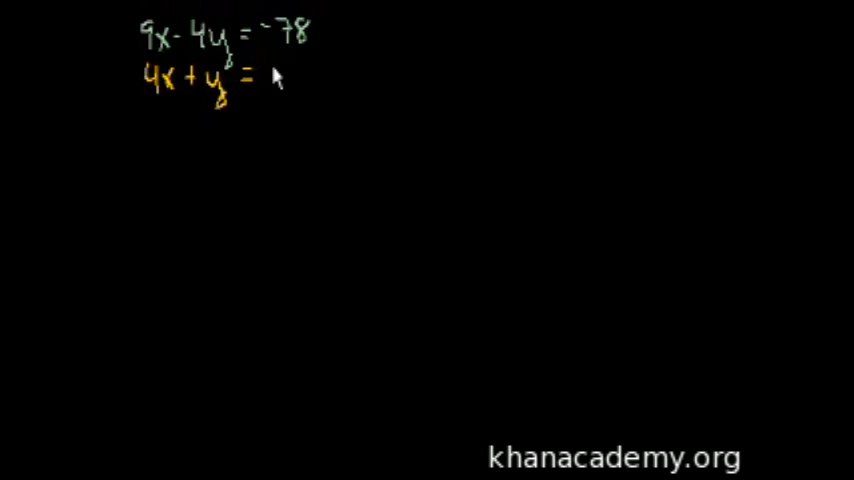 9x - 4y = -78
4x + y =
khanacademy.org